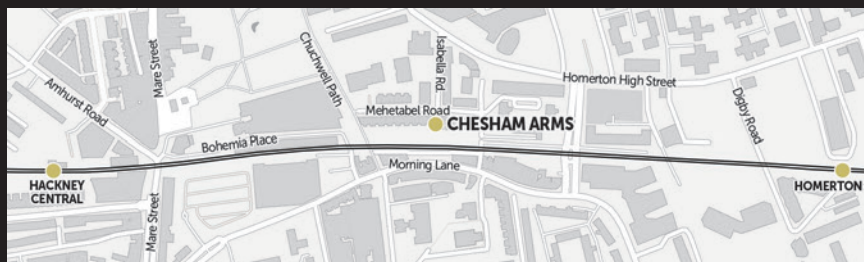 Mare Street
Amhurst Road
Chuchwell Path
Isabella Rd.
Homerton High Street
Digby Road
Mehetabel Road
CHESHAM ARMS
Bohemia Place
Morning Lane
HACKNEY
CENTRAL
HOMERTON
Mare Street